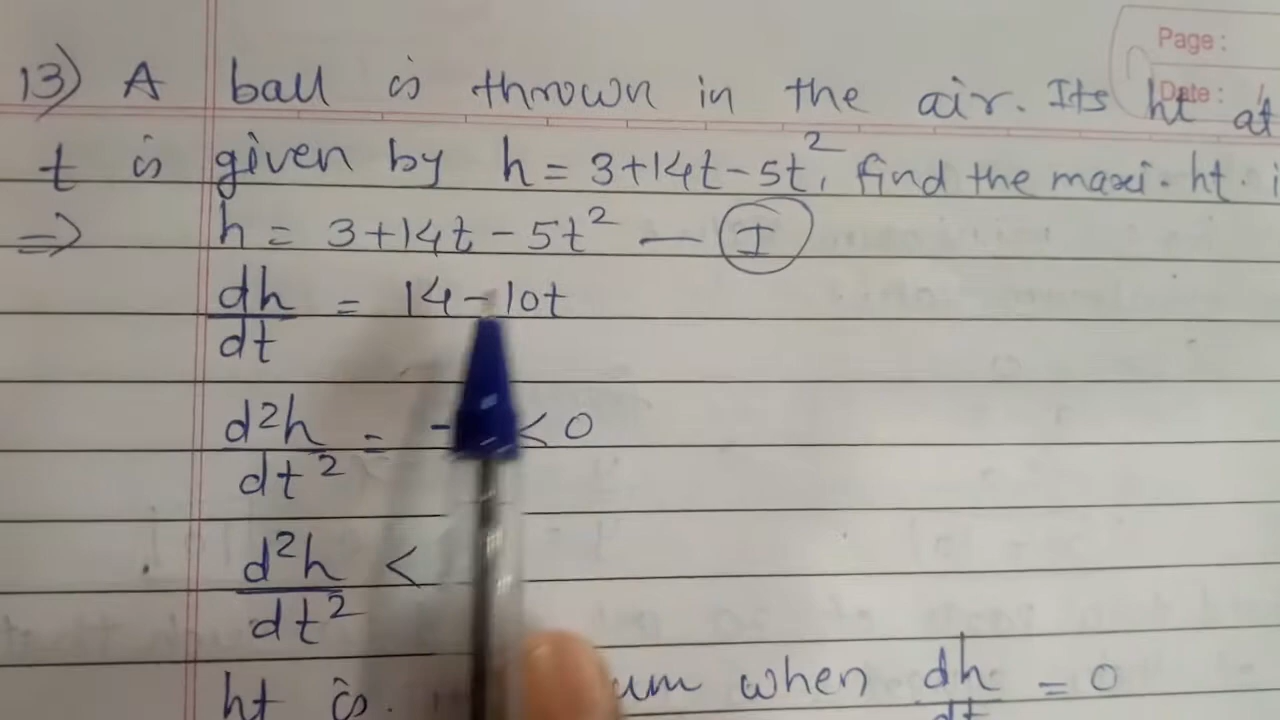 Page:
Date:
13) A ball is thrown in the air. Its ht at
t is given by h = 3+14t-5t², find the maxi. ht.
⇒ h = 3+14t-5t² — I
dh/dt = 14-10t
d²h/dt² = - < 0
d²h/dt² <
ht is when dh/dt = 0